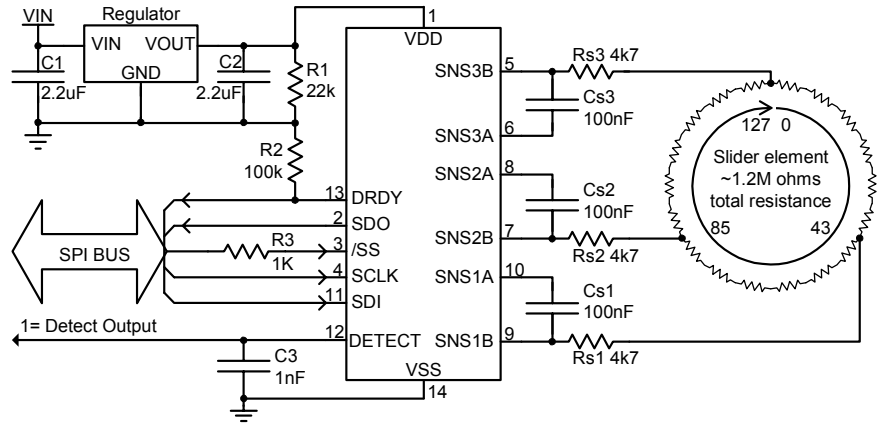 VIN
Regulator
VIN VOUT
GND
C1
2.2uF
C2
2.2uF
R1
22k
R2
100k
1
VDD
SNS3B 5
Rs3 4k7
Cs3
100nF
SNS3A 6
SNS2A 8
Cs2
100nF
SNS2B 7
Rs2 4k7
SNS1A 10
Cs1
100nF
SNS1B 9
Rs1 4k7
127 0
Slider element
~1.2M ohms
total resistance
85 43
13 DRDY
2 SDO
3 /SS
4 SCLK
11 SDI
SPI BUS
R3
1K
1= Detect Output
12 DETECT
C3
1nF
VSS
14